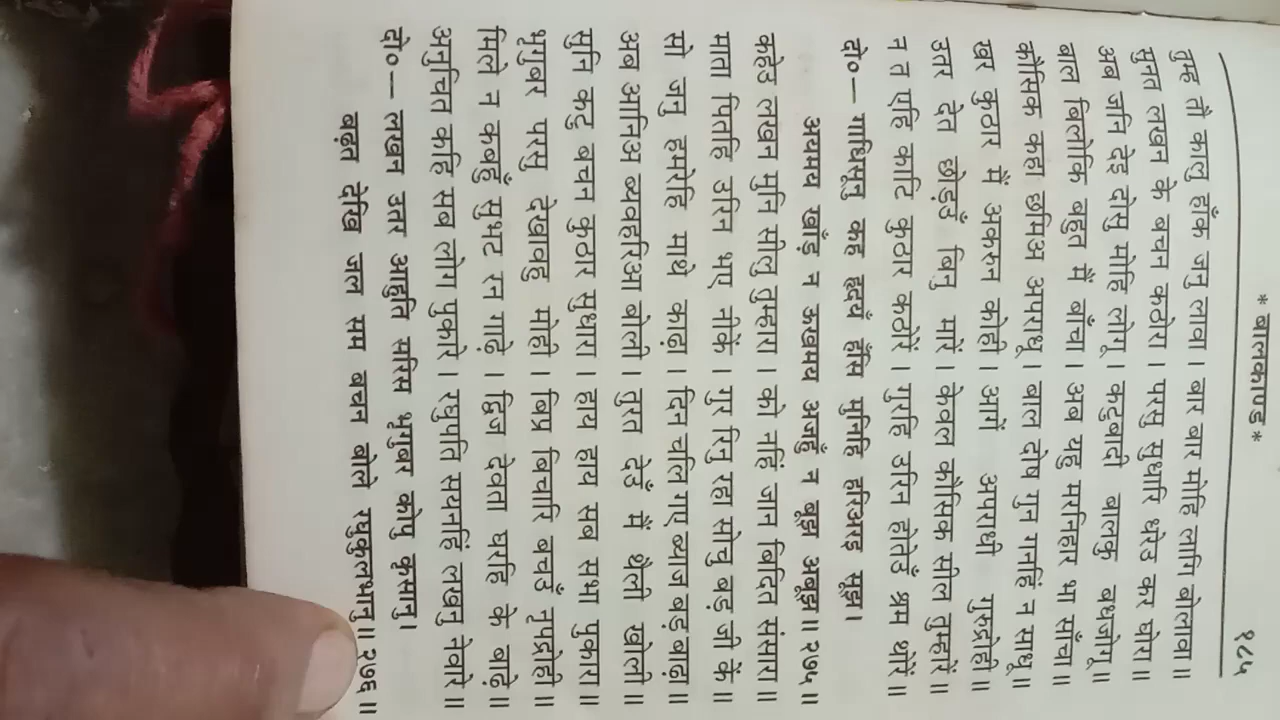 * बालकाण्ड * १८५
तुम्ह तौ कालु हाँक जनु लावा । बार बार मोहि लागि बोलावा ॥
सुनत लखन के बचन कठोरा । परसु सुधारि धरेउ कर घोरा ॥
अब जनि देइ दोसु मोहि लोगू । कटुबादी बालकु बधजोगू ॥
बाल बिलोकि बहुत मैं बाँचा । अब यहु मरनिहार भा साँचा ॥
कौसिक कहा छमिअ अपराधू । बाल दोष गुन गनहिं न साधू ॥
खर कुठार मैं अकरुन कोही । आगें अपराधी गुरुद्रोही ॥
उतर देत छोड़उँ बिनु मारें । केवल कौसिक सील तुम्हारें ॥
न त एहि काटि कुठार कठोरें । गुरहि उरिन होतेउँ श्रम थोरें ॥
दो०— गाधिसूनु कह हृदयँ हँसि मुनिहि हरिअरइ सूझ ।
अयमय खाँड़ न ऊखमय अजहुँ न बूझ अबूझ ॥ २७५ ॥
कहेउ लखन मुनि सीलु तुम्हारा । को नहिं जान बिदित संसारा ॥
माता पितहि उरिन भए नीकें । गुर रिनु रहा सोचु बड़ जी कें ॥
सो जनु हमरेहि माथे काढ़ा । दिन चलि गए ब्याज बड़ बाढ़ा ॥
अब आनिअ ब्यवहरिआ बोली । तुरत देउँ मैं थैली खोली ॥
सुनि कटु बचन कुठार सुधारा । हाय हाय सब सभा पुकारा ॥
भृगुबर परसु देखावहु मोही । बिप्र बिचारि बचउँ नृपद्रोही ॥
मिले न कबहुँ सुभट रन गाढ़े । द्विज देवता घरहि के बाढ़े ॥
अनुचित कहि सब लोग पुकारे । रघुपति सयनहिं लखनु नेवारे ॥
दो०— लखन उतर आहुति सरिस भृगुबर कोपु कृसानु ।
बढ़त देखि जल सम बचन बोले रघुकुलभानु ॥ २७६ ॥